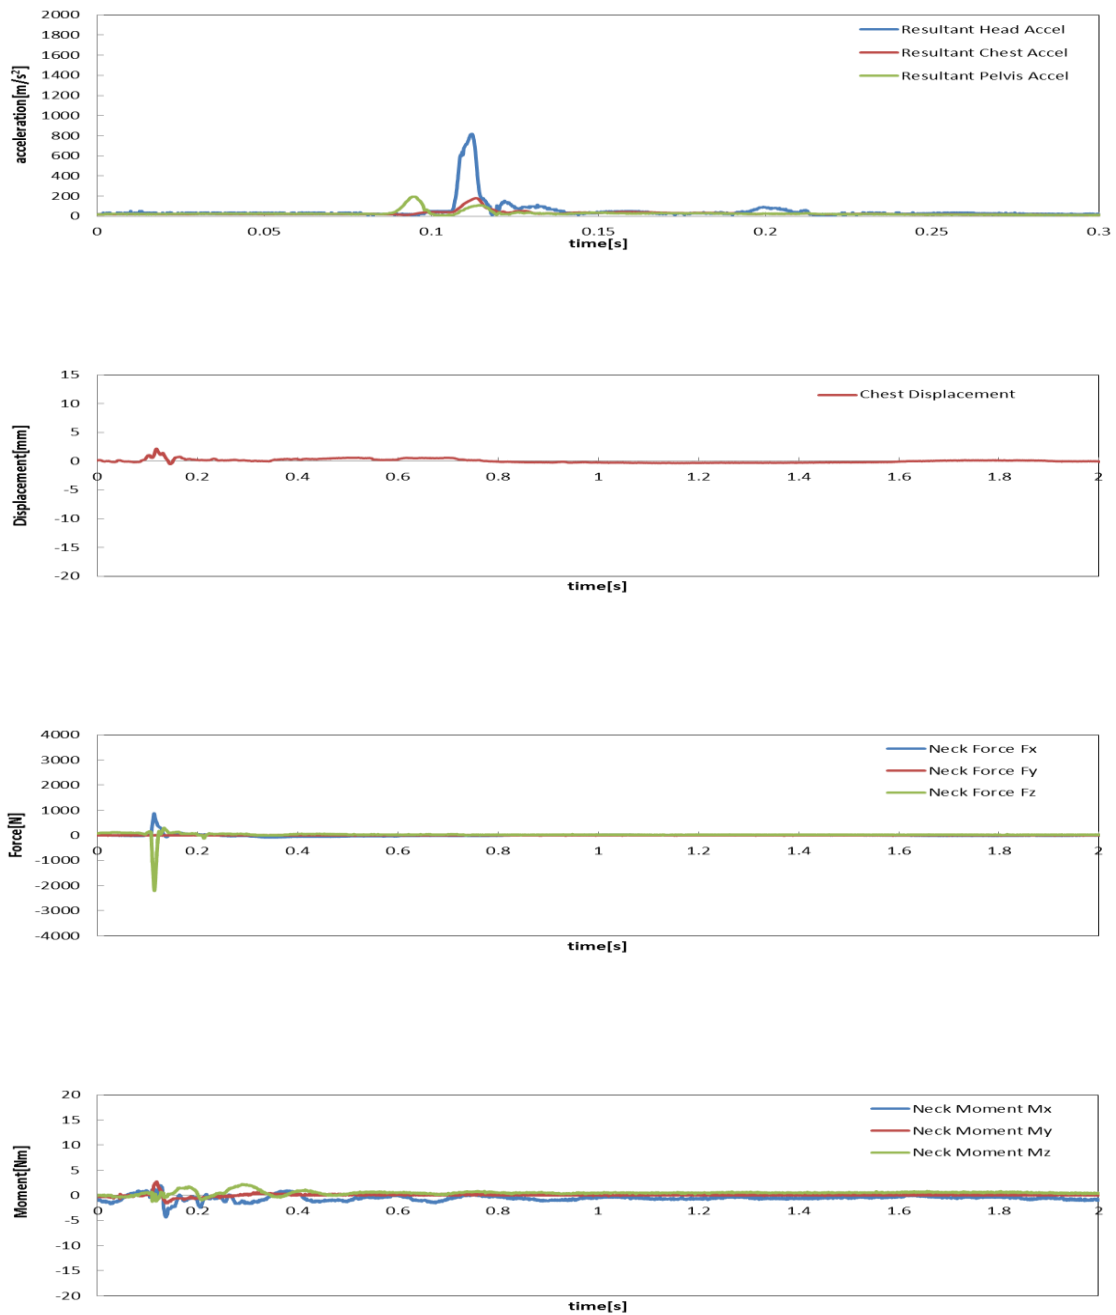 2000
1800
1600
1400
1200
1000
800
600
400
200
0
acceleration[m/s²]
Resultant Head Accel
Resultant Chest Accel
Resultant Pelvis Accel
0 0.05 0.1 0.15 0.2 0.25 0.3
time[s]
15
10
5
0
-5
-10
-15
-20
Displacement[mm]
Chest Displacement
0 0.2 0.4 0.6 0.8 1 1.2 1.4 1.6 1.8 2
time[s]
4000
3000
2000
1000
0
-1000
-2000
-3000
-4000
Force[N]
Neck Force Fx
Neck Force Fy
Neck Force Fz
0 0.2 0.4 0.6 0.8 1 1.2 1.4 1.6 1.8 2
time[s]
20
15
10
5
0
-5
-10
-15
-20
Moment[Nm]
Neck Moment Mx
Neck Moment My
Neck Moment Mz
0 0.2 0.4 0.6 0.8 1 1.2 1.4 1.6 1.8 2
time[s]